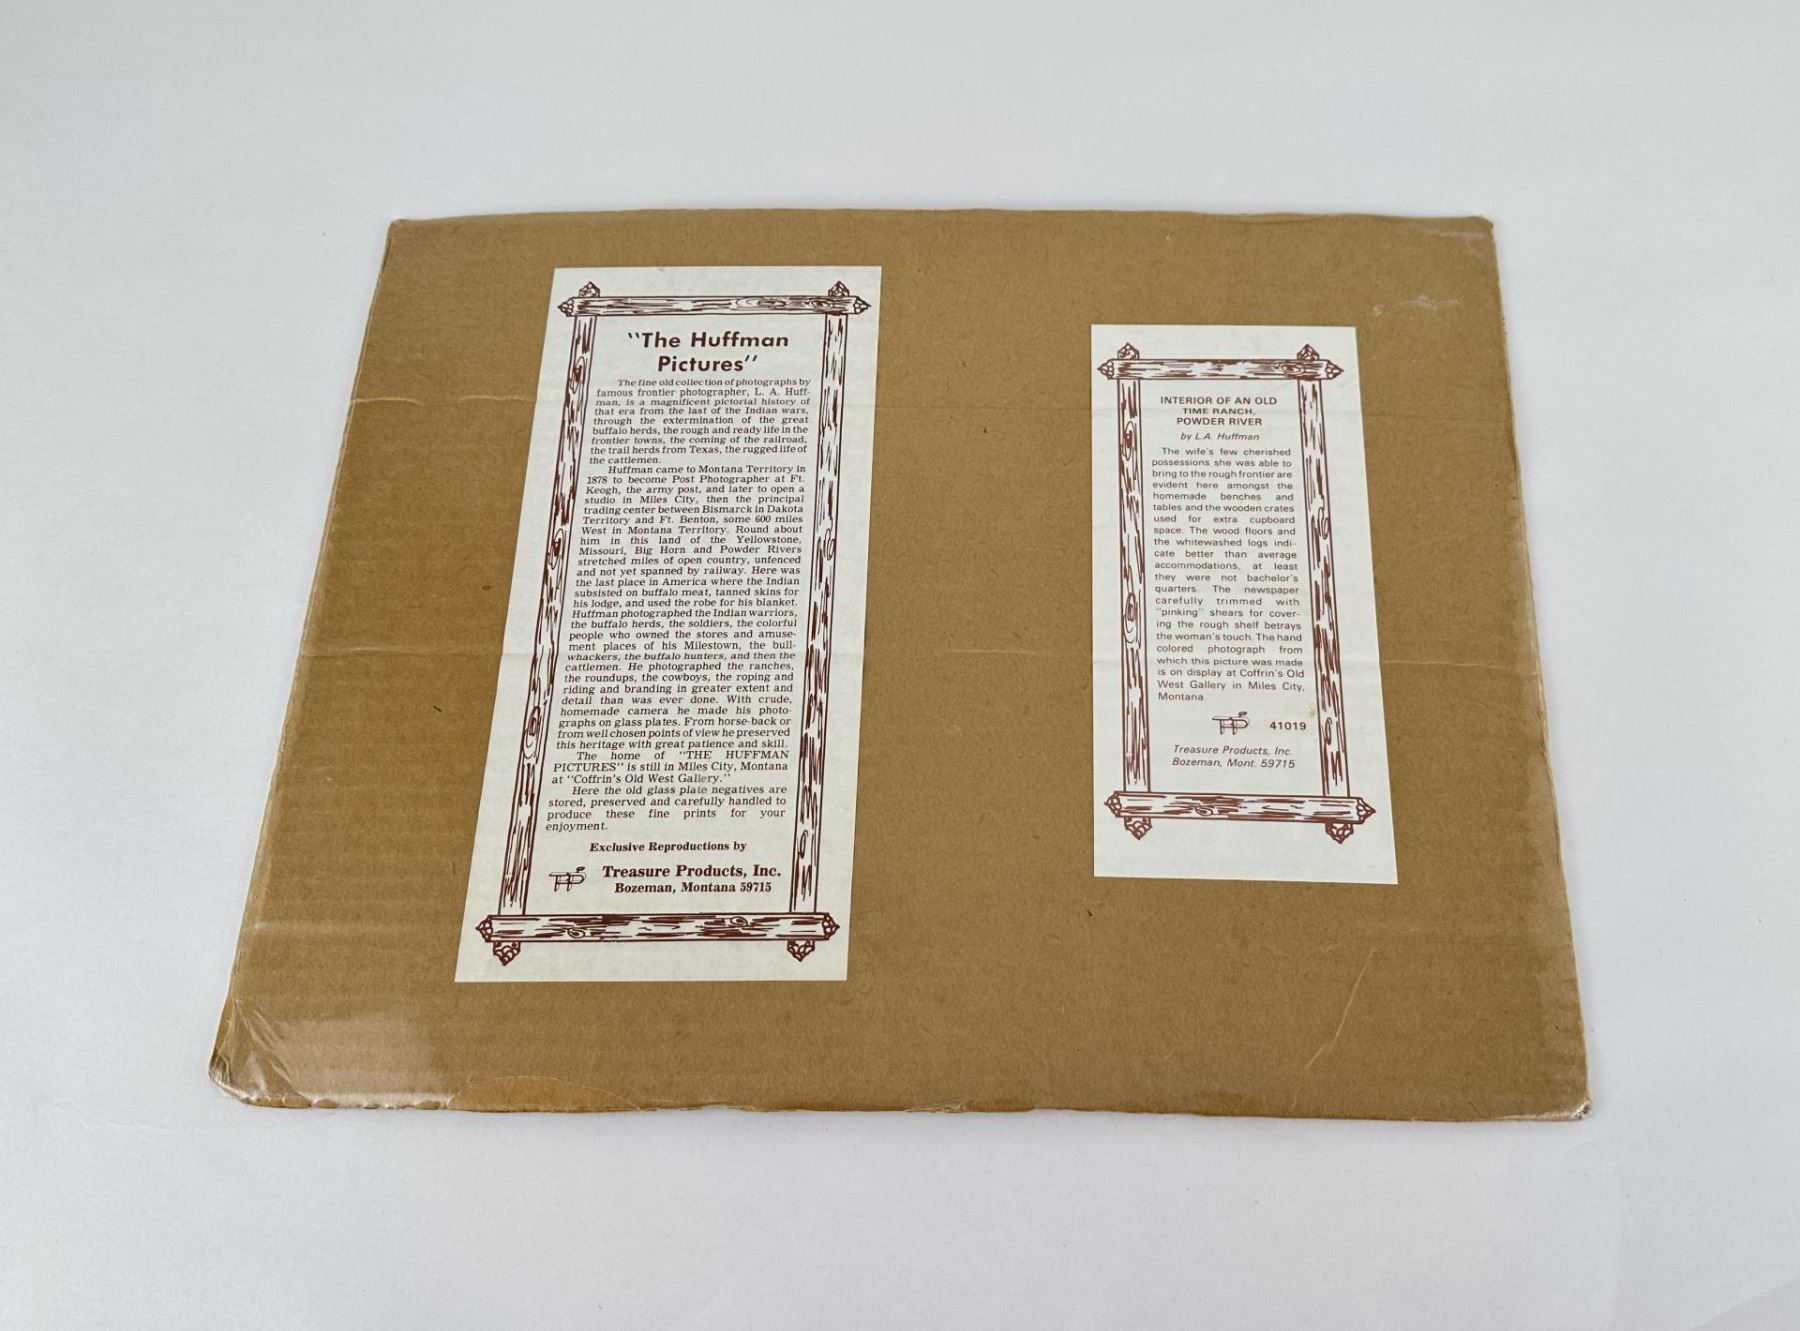 "The Huffman
Pictures"
The fine old collection of photographs by
famous frontier photographer, L. A. Huff-
man, is a magnificent pictorial history of
that era from the last of the Indian wars,
through the extermination of the great
buffalo herds, the rough and ready life in the
frontier towns, the coming of the railroad,
the trail herds from Texas, the rugged life of
the cattlemen.
Huffman came to Montana Territory in
1878 to become Post Photographer at Ft.
Keogh, the army post, and later to open a
studio in Miles City, then the principal
trading center between Bismarck in Dakota
Territory and Ft. Benton, some 600 miles
West in Montana Territory. Round about
him in this land of the Yellowstone,
Missouri, Big Horn and Powder Rivers
stretched miles of open country, unfenced
and not yet spanned by railway. Here was
the last place in America where the Indian
subsisted on buffalo meat, tanned skins for
his lodge, and used the robe for his blanket.
Huffman photographed the Indian warriors,
the buffalo herds, the soldiers, the colorful
people who owned the stores and amuse-
ment places of his Milestown, the bull-
whackers, the buffalo hunters, and then the
cattlemen. He photographed the ranches,
the roundups, the cowboys, the roping and
riding and branding in greater extent and
detail than was ever done. With crude,
homemade camera he made his photo-
graphs on glass plates. From horse-back or
from well chosen points of view he preserved
this heritage with great patience and skill.
The home of "THE HUFFMAN
PICTURES" is still in Miles City, Montana
at "Coffrin's Old West Gallery."
Here the old glass plate negatives are
stored, preserved and carefully handled to
produce these fine prints for your
enjoyment.
Exclusive Reproductions by
TP Treasure Products, Inc.
Bozeman, Montana 59715
INTERIOR OF AN OLD
TIME RANCH,
POWDER RIVER
by L.A. Huffman
The wife's few cherished
possessions she was able to
bring to the rough frontier are
evident here amongst the
homemade benches and
tables and the wooden crates
used for extra cupboard
space. The wood floors and
the whitewashed logs indi-
cate better than average
accommodations, at least
they were not bachelor's
quarters. The newspaper
carefully trimmed with
"pinking" shears for cover-
ing the rough shelf betrays
the woman's touch. The hand
colored photograph from
which this picture was made
is on display at Coffrin's Old
West Gallery in Miles City,
Montana.
TP 41019
Treasure Products, Inc.
Bozeman, Mont. 59715